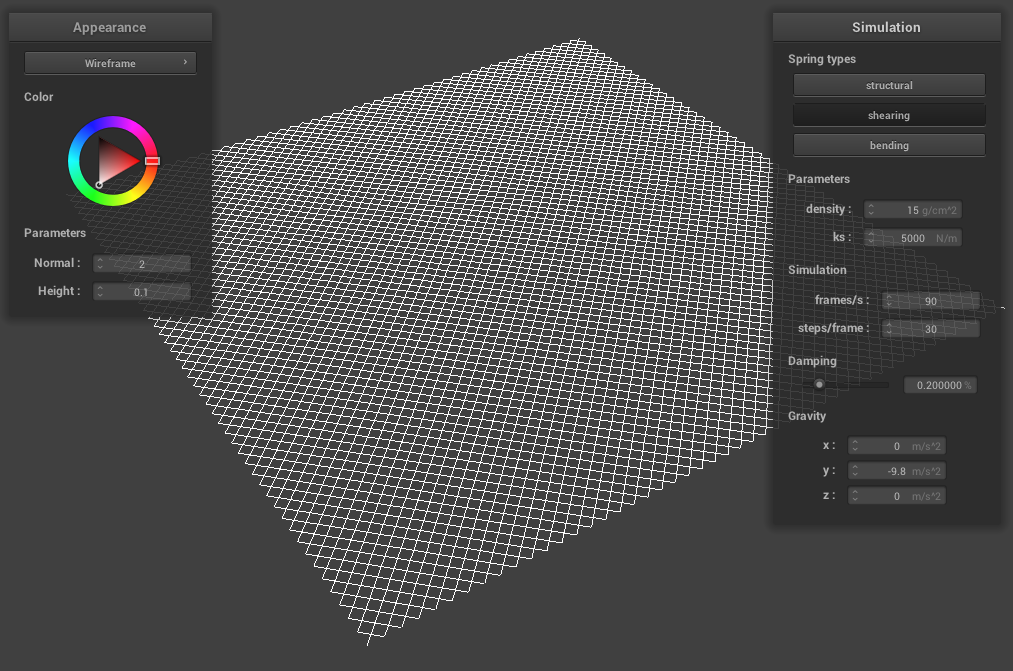 Appearance
Wireframe ›
Color
Parameters
Normal : 2
Height : 0.1
Simulation
Spring types
structural
shearing
bending
Parameters
density : 15 g/cm^2
ks : 5000 N/m
Simulation
frames/s : 90
steps/frame : 30
Damping
0.200000 %
Gravity
x : 0 m/s^2
y : -9.8 m/s^2
z : 0 m/s^2